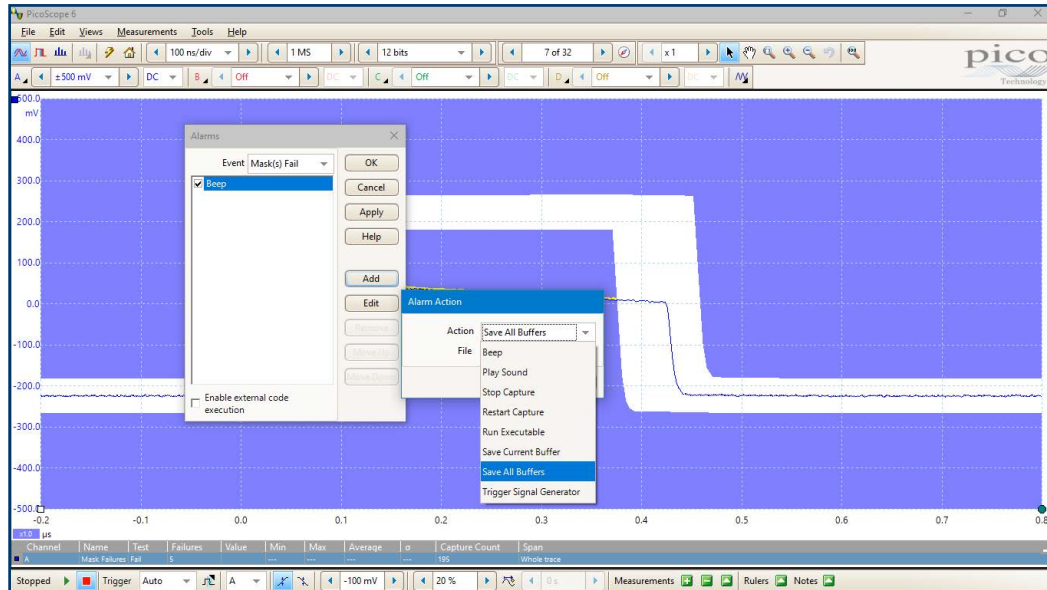 PicoScope 6
File Edit Views Measurements Tools Help
100 ns/div 1 MS 12 bits 7 of 32 x 1
pico
Technology
A ±500 mV DC B Off DC C Off DC D Off DC
500.0
mV
400.0
300.0
200.0
100.0
0.0
-100.0
-200.0
-300.0
-400.0
-500.0
Alarms
Event Mask(s) Fail
Beep
OK
Cancel
Apply
Help
Add
Edit
Remove
Move Up
Move Down
Enable external code
execution
Alarm Action
Action Save All Buffers
File
Beep
Play Sound
Stop Capture
Restart Capture
Run Executable
Save Current Buffer
Save All Buffers
Trigger Signal Generator
-0.2 -0.1 0.0 0.1 0.2 0.3 0.4 0.5 0.6 0.7 0.8
x1.0 µs
Channel Name Test Failures Value Min Max Average σ Capture Count Span
A Mask Failures Fail 5 --- --- --- --- --- 195 Whole trace
Stopped Trigger Auto A -100 mV 20 % 0 s Measurements Rulers Notes